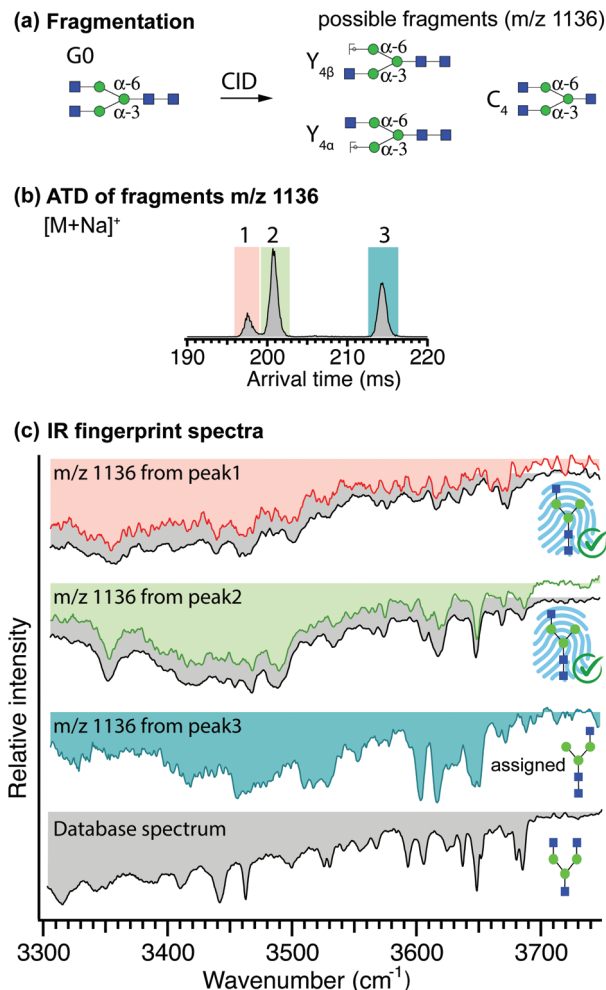 (a) Fragmentation
possible fragments (m/z 1136)
G0
α-6
α-3
CID
Y4β
α-6
α-3
Y4α
α-6
α-3
C4
α-6
α-3
(b) ATD of fragments m/z 1136
[M+Na]+
1 2 3
190 200 210 220
Arrival time (ms)
(c) IR fingerprint spectra
m/z 1136 from peak1
m/z 1136 from peak2
m/z 1136 from peak3
assigned
Database spectrum
Relative intensity
3300 3400 3500 3600 3700
Wavenumber (cm-1)